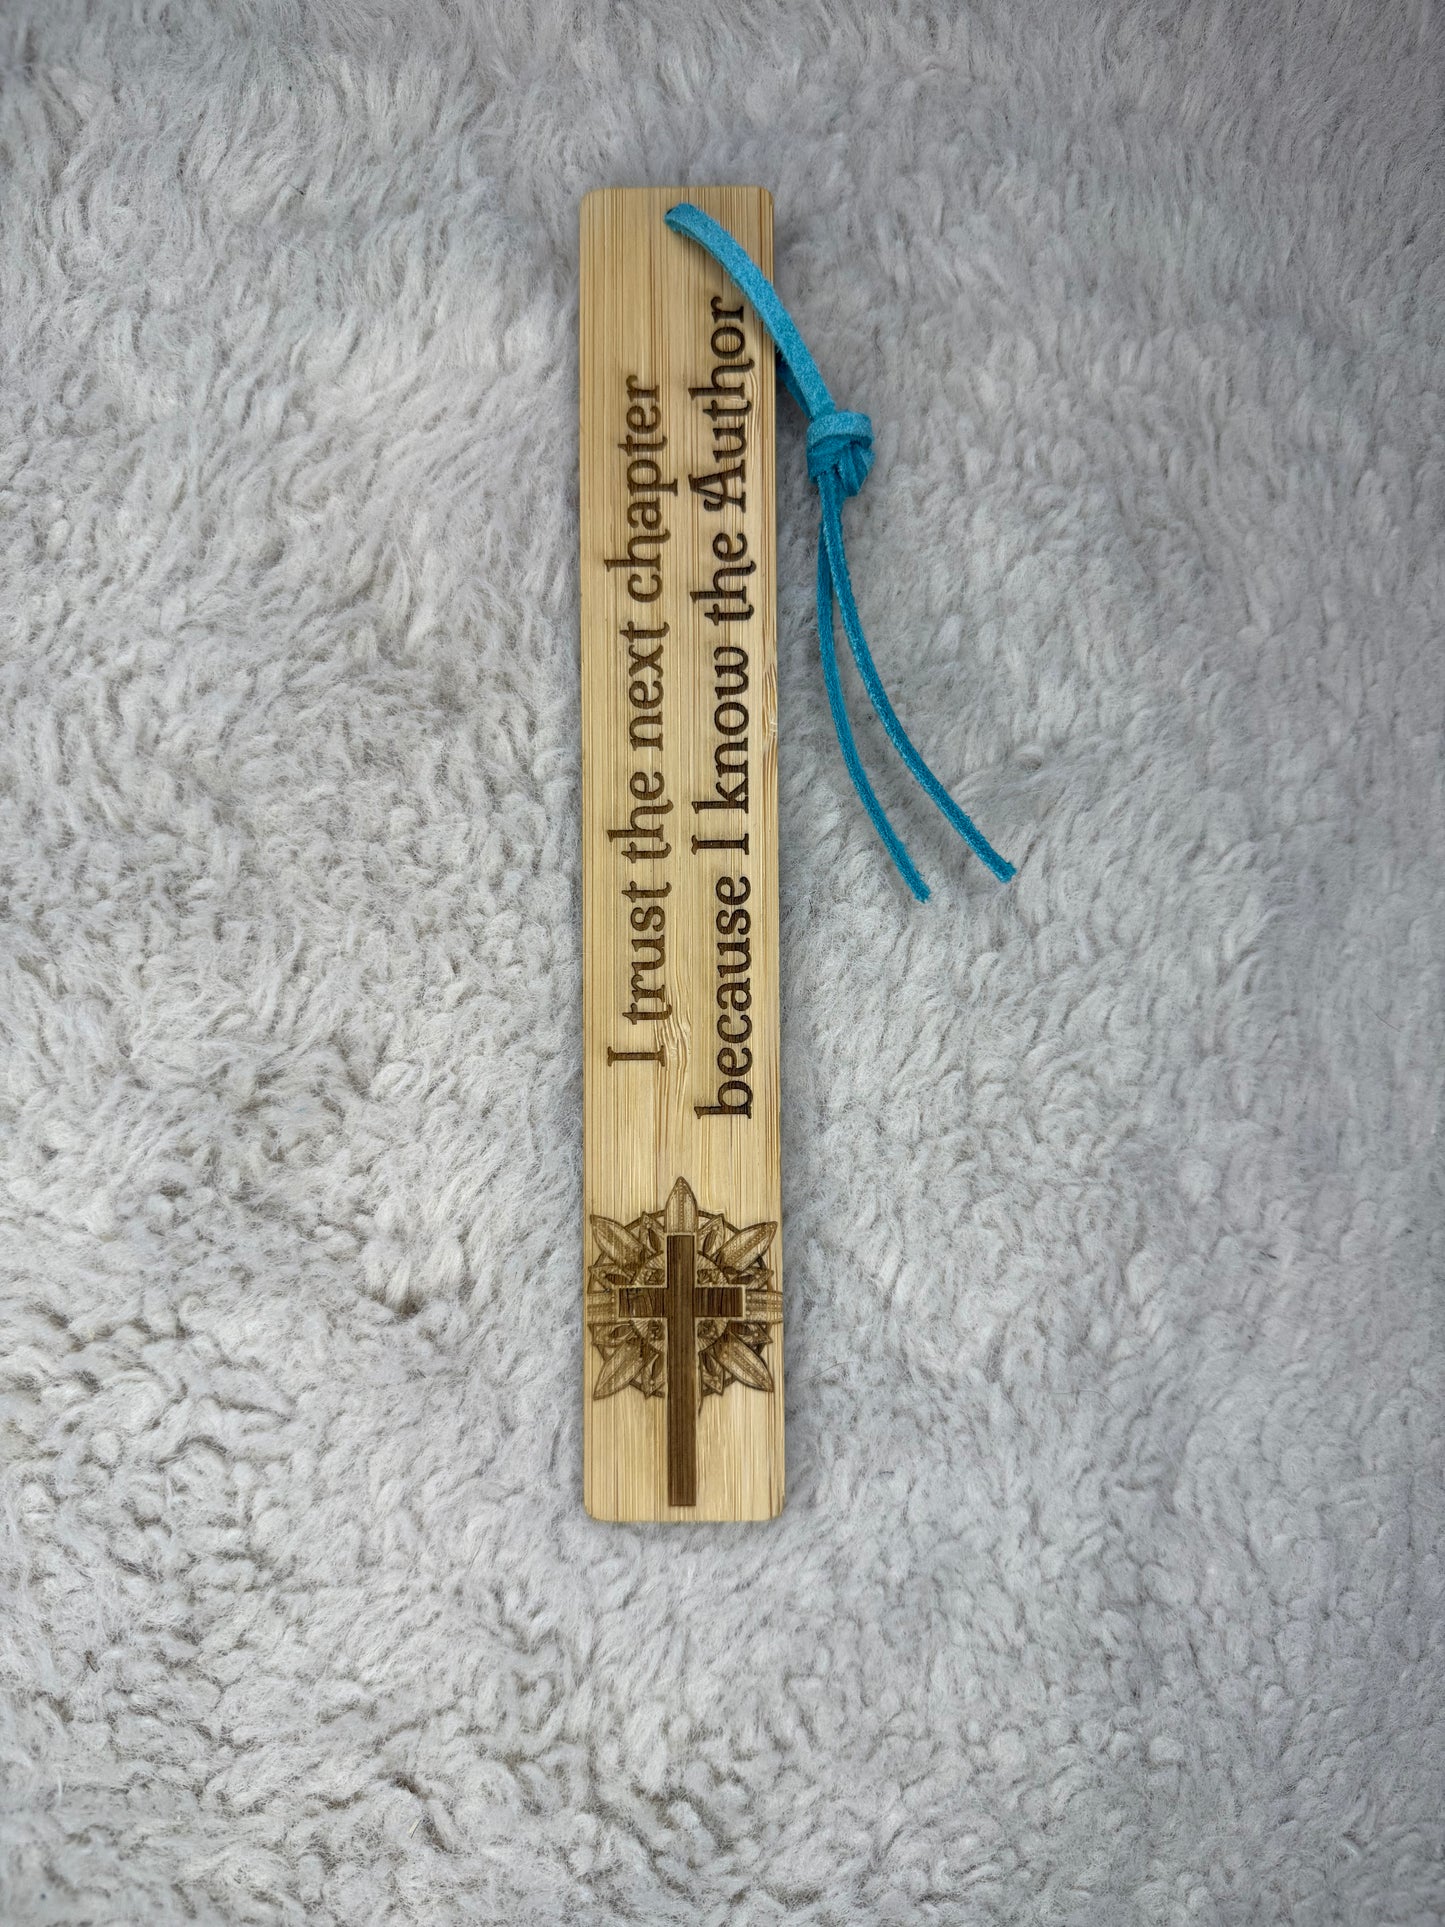 I trust the next chapter
because I know the Author